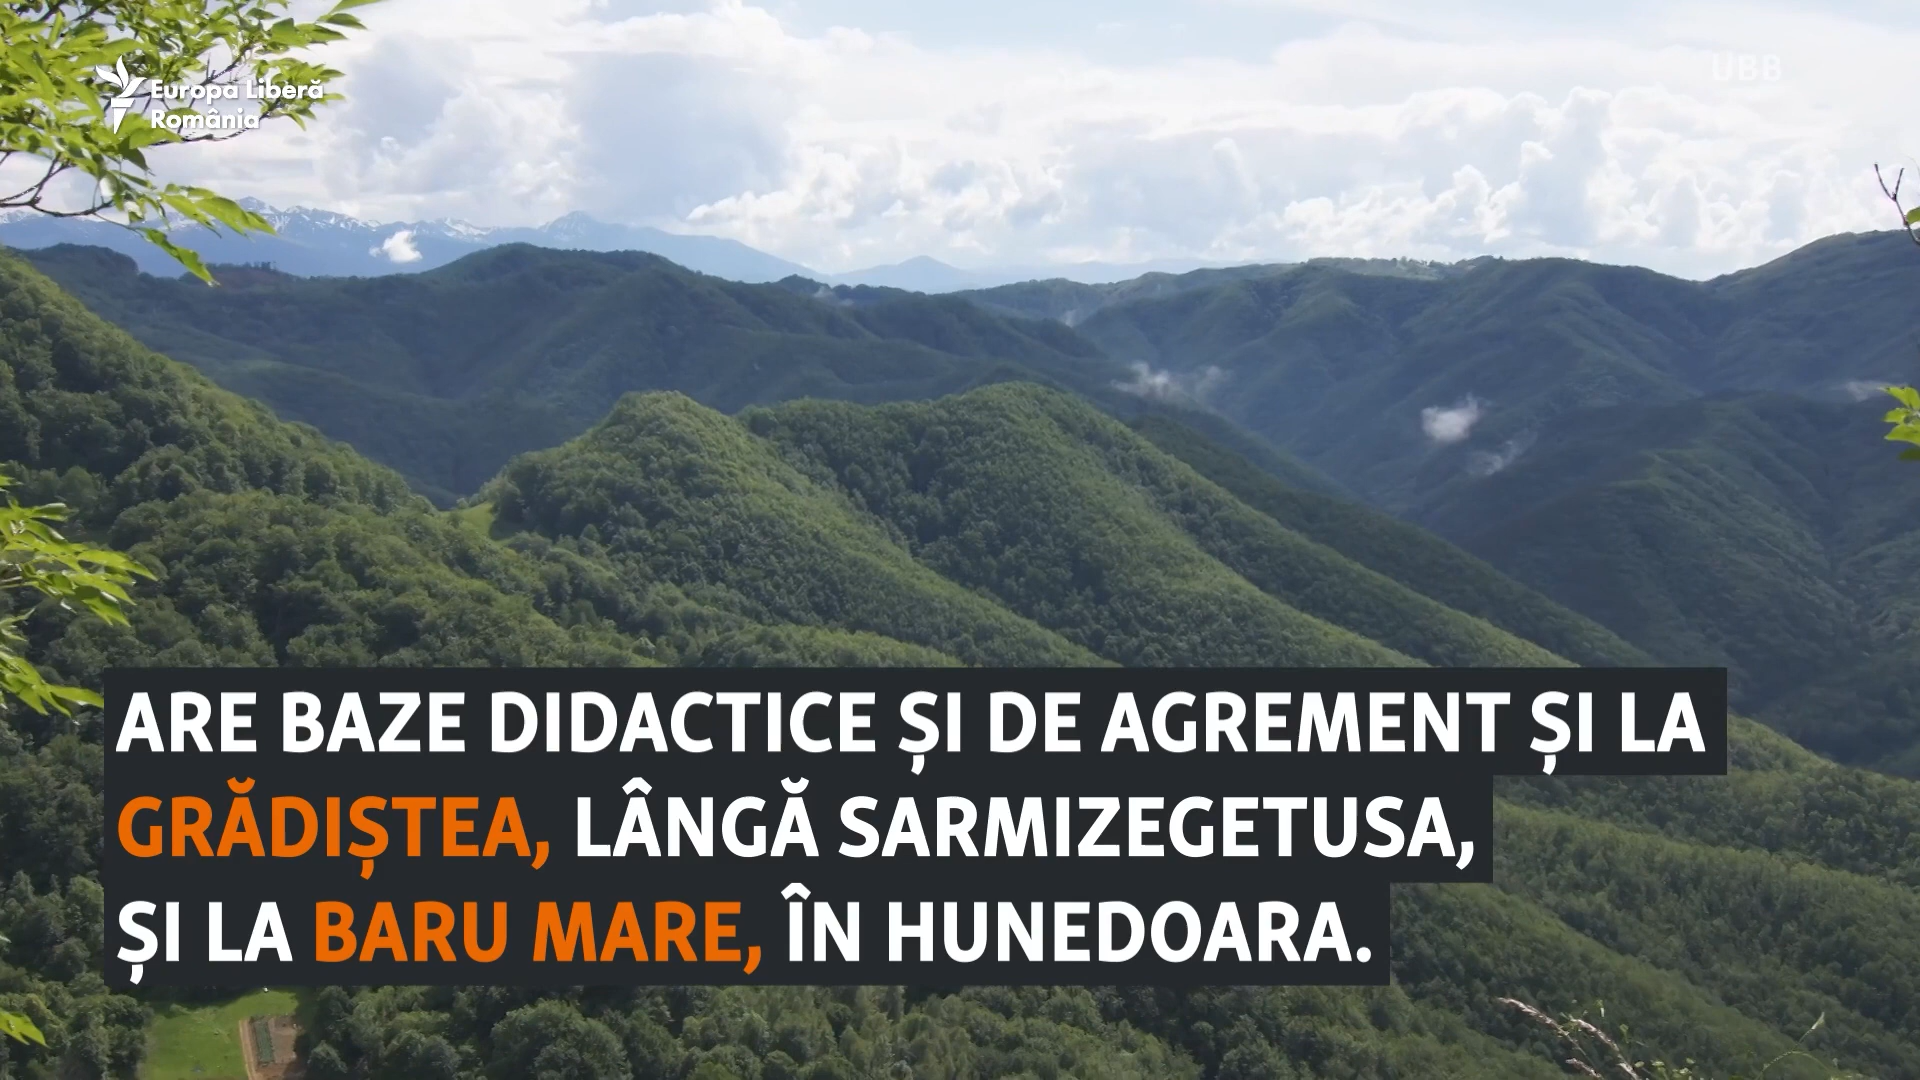 Europa Liberă
România
UBB
ARE BAZE DIDACTICE ȘI DE AGREMENT ȘI LA
GRĂDIȘTEA, LÂNGĂ SARMIZEGETUSA,
ȘI LA BARU MARE, ÎN HUNEDOARA.